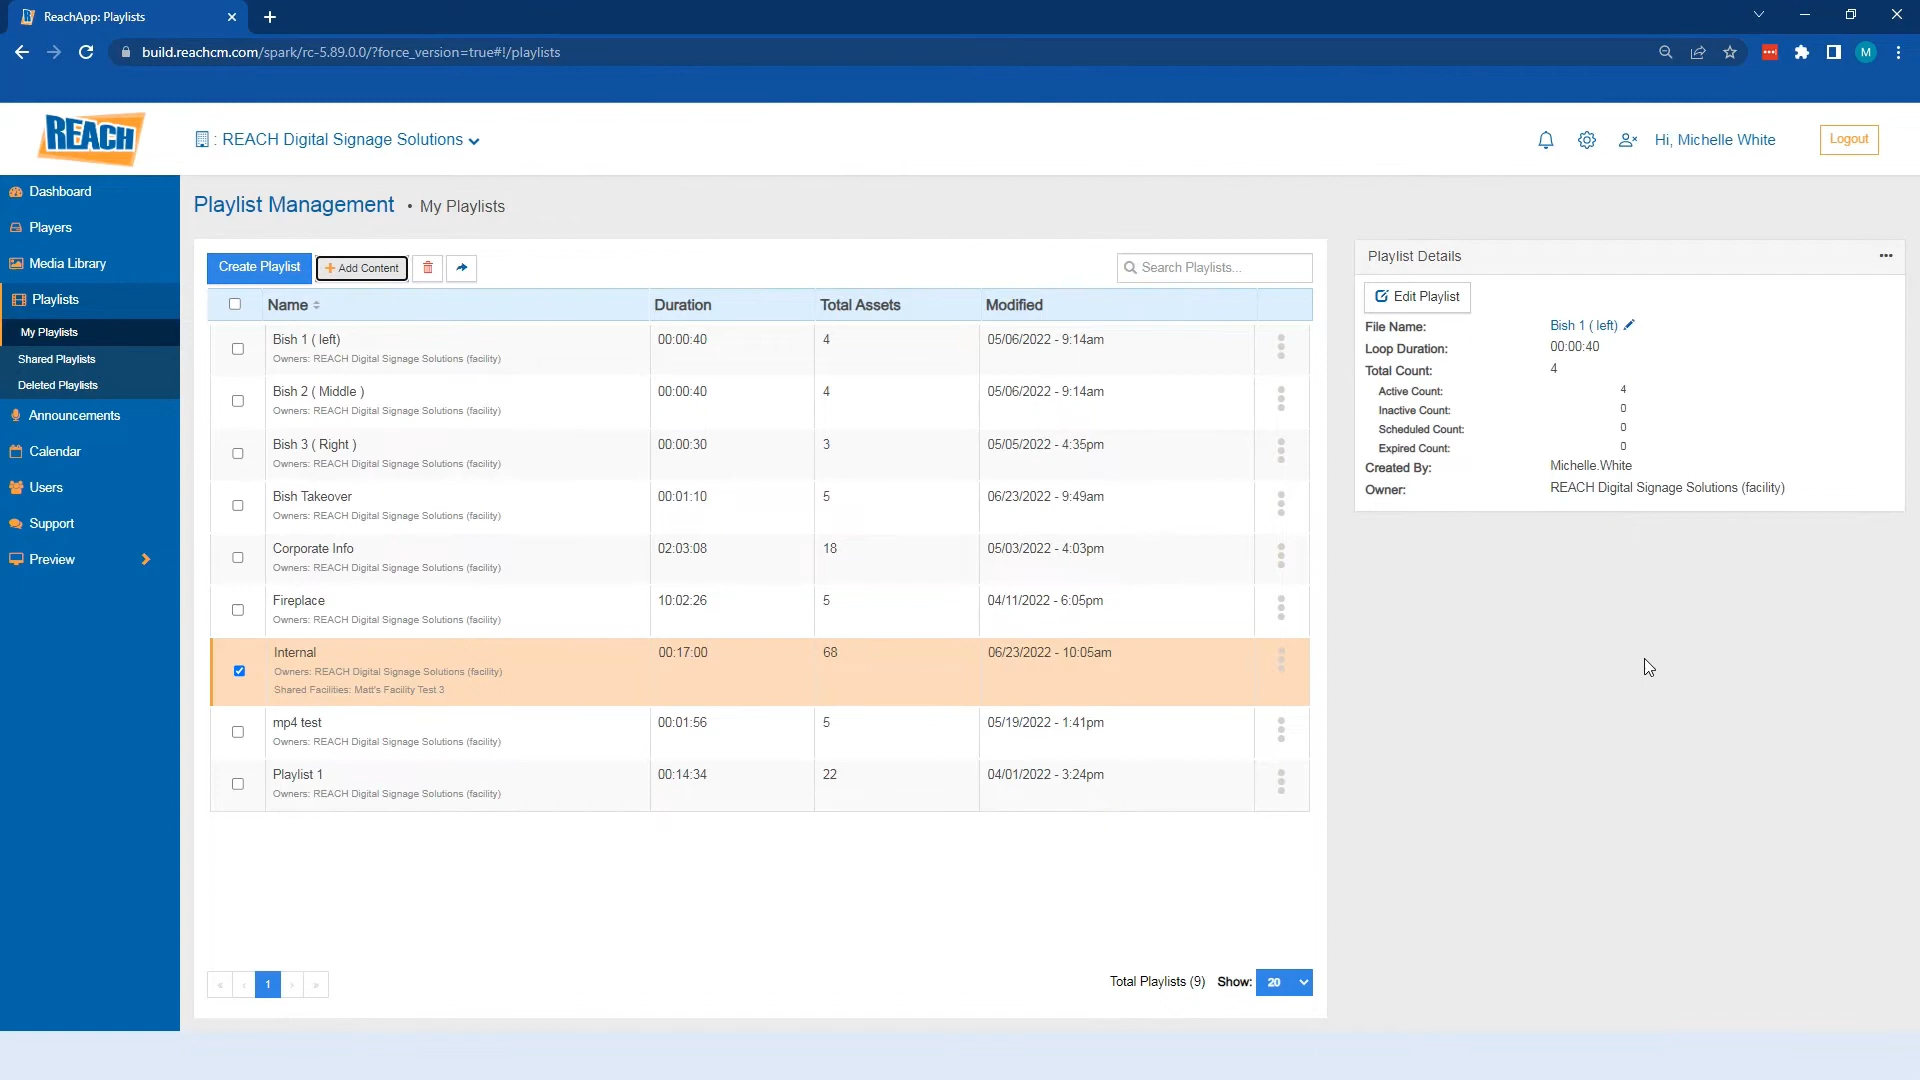 ReachApp: Playlists
build.reachcm.com/spark/rc-5.89.0.0/?force_version=true#!/playlists
M
REACH
: REACH Digital Signage Solutions
Hi, Michelle White
Logout
Dashboard
Players
Media Library
Playlists
My Playlists
Shared Playlists
Deleted Playlists
Announcements
Calendar
Users
Support
Preview
Playlist Management • My Playlists
Create Playlist
+ Add Content
Search Playlists...
Name Duration Total Assets Modified
Bish 1 ( left) 00:00:40 4 05/06/2022 - 9:14am
Owners: REACH Digital Signage Solutions (facility)
Bish 2 ( Middle ) 00:00:40 4 05/06/2022 - 9:14am
Owners: REACH Digital Signage Solutions (facility)
Bish 3 ( Right ) 00:00:30 3 05/05/2022 - 4:35pm
Owners: REACH Digital Signage Solutions (facility)
Bish Takeover 00:01:10 5 06/23/2022 - 9:49am
Owners: REACH Digital Signage Solutions (facility)
Corporate Info 02:03:08 18 05/03/2022 - 4:03pm
Owners: REACH Digital Signage Solutions (facility)
Fireplace 10:02:26 5 04/11/2022 - 6:05pm
Owners: REACH Digital Signage Solutions (facility)
Internal 00:17:00 68 06/23/2022 - 10:05am
Owners: REACH Digital Signage Solutions (facility)
Shared Facilities: Matt's Facility Test 3
mp4 test 00:01:56 5 05/19/2022 - 1:41pm
Owners: REACH Digital Signage Solutions (facility)
Playlist 1 00:14:34 22 04/01/2022 - 3:24pm
Owners: REACH Digital Signage Solutions (facility)
« ‹ 1 › »
Total Playlists (9) Show: 20
Playlist Details
Edit Playlist
File Name: Bish 1 ( left)
Loop Duration: 00:00:40
Total Count: 4
Active Count: 4
Inactive Count: 0
Scheduled Count: 0
Expired Count: 0
Created By: Michelle.White
Owner: REACH Digital Signage Solutions (facility)